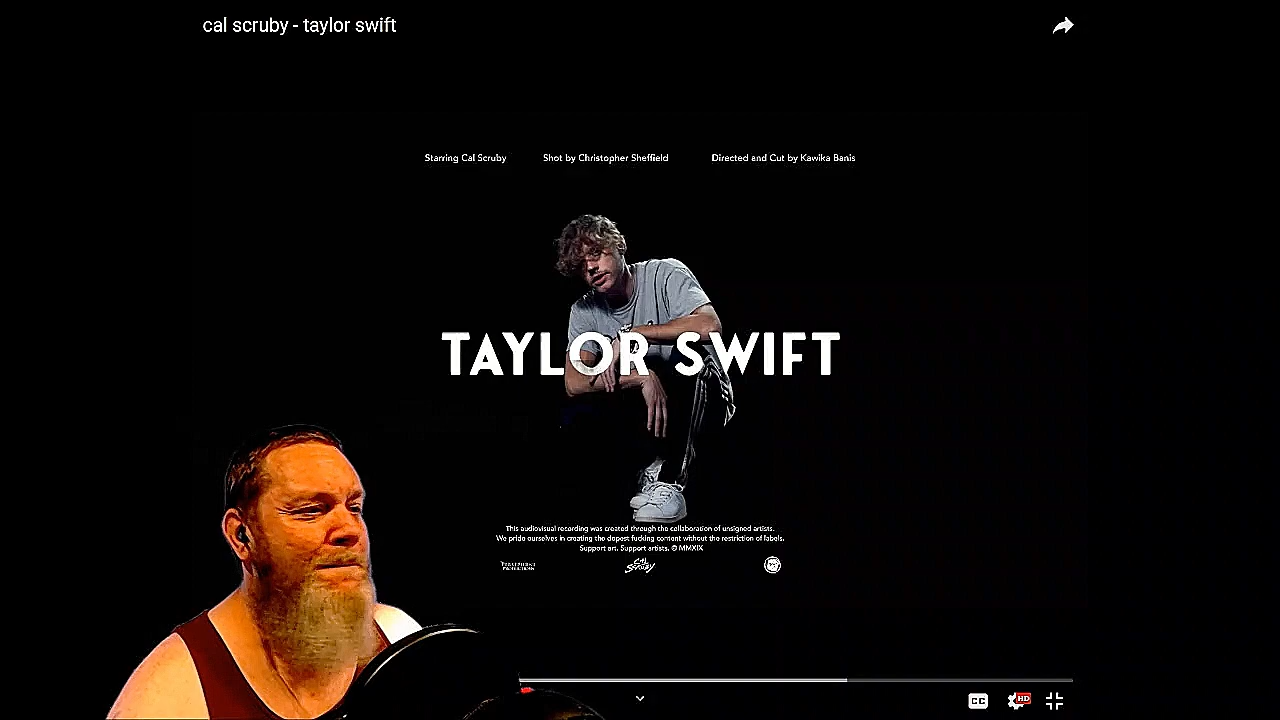 cal scruby - taylor swift
Starring Cal Scruby Shot by Christopher Sheffield Directed and Cut by Kawika Banis
TAYLOR SWIFT
This audiovisual recording was created through the collaboration of unsigned artists.
We pride ourselves in creating the dopest fucking content without the restriction of labels.
Support art. Support artists. © MMXIX
CAL SCRUBY
CC HD